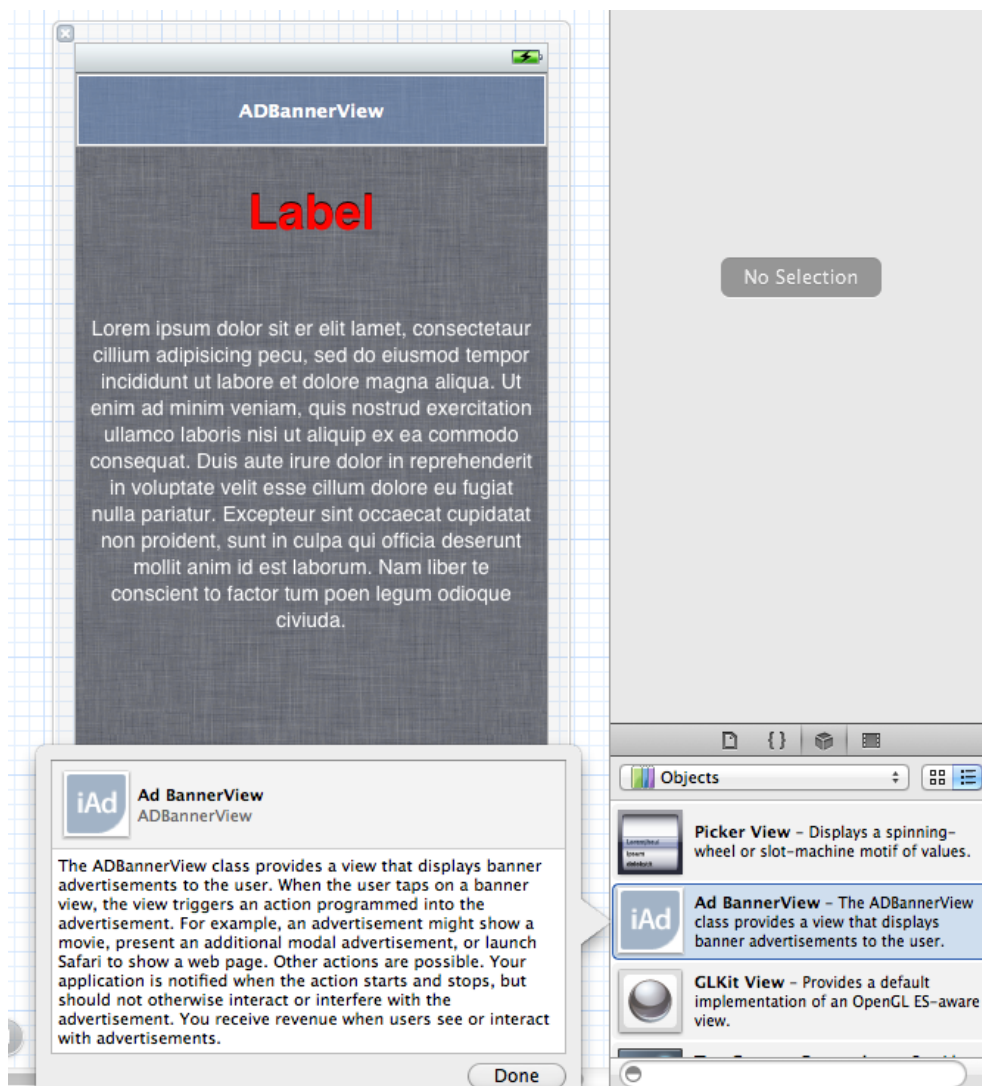 ADBannerView
Label
Lorem ipsum dolor sit er elit lamet, consectetaur
cillium adipisicing pecu, sed do eiusmod tempor
incididunt ut labore et dolore magna aliqua. Ut
enim ad minim veniam, quis nostrud exercitation
ullamco laboris nisi ut aliquip ex ea commodo
consequat. Duis aute irure dolor in reprehenderit
in voluptate velit esse cillum dolore eu fugiat
nulla pariatur. Excepteur sint occaecat cupidatat
non proident, sunt in culpa qui officia deserunt
mollit anim id est laborum. Nam liber te
conscient to factor tum poen legum odioque
civiuda.
iAd
Ad BannerView
ADBannerView
The ADBannerView class provides a view that displays banner
advertisements to the user. When the user taps on a banner
view, the view triggers an action programmed into the
advertisement. For example, an advertisement might show a
movie, present an additional modal advertisement, or launch
Safari to show a web page. Other actions are possible. Your
application is notified when the action starts and stops, but
should not otherwise interact or interfere with the
advertisement. You receive revenue when users see or interact
with advertisements.
Done
No Selection
{ }
Objects
Picker View – Displays a spinning-
wheel or slot-machine motif of values.
iAd
Ad BannerView – The ADBannerView
class provides a view that displays
banner advertisements to the user.
GLKit View – Provides a default
implementation of an OpenGL ES-aware
view.